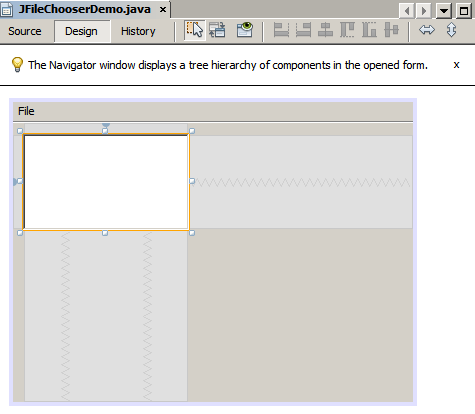 JFileChooserDemo.java x
Source Design History
The Navigator window displays a tree hierarchy of components in the opened form. x
File